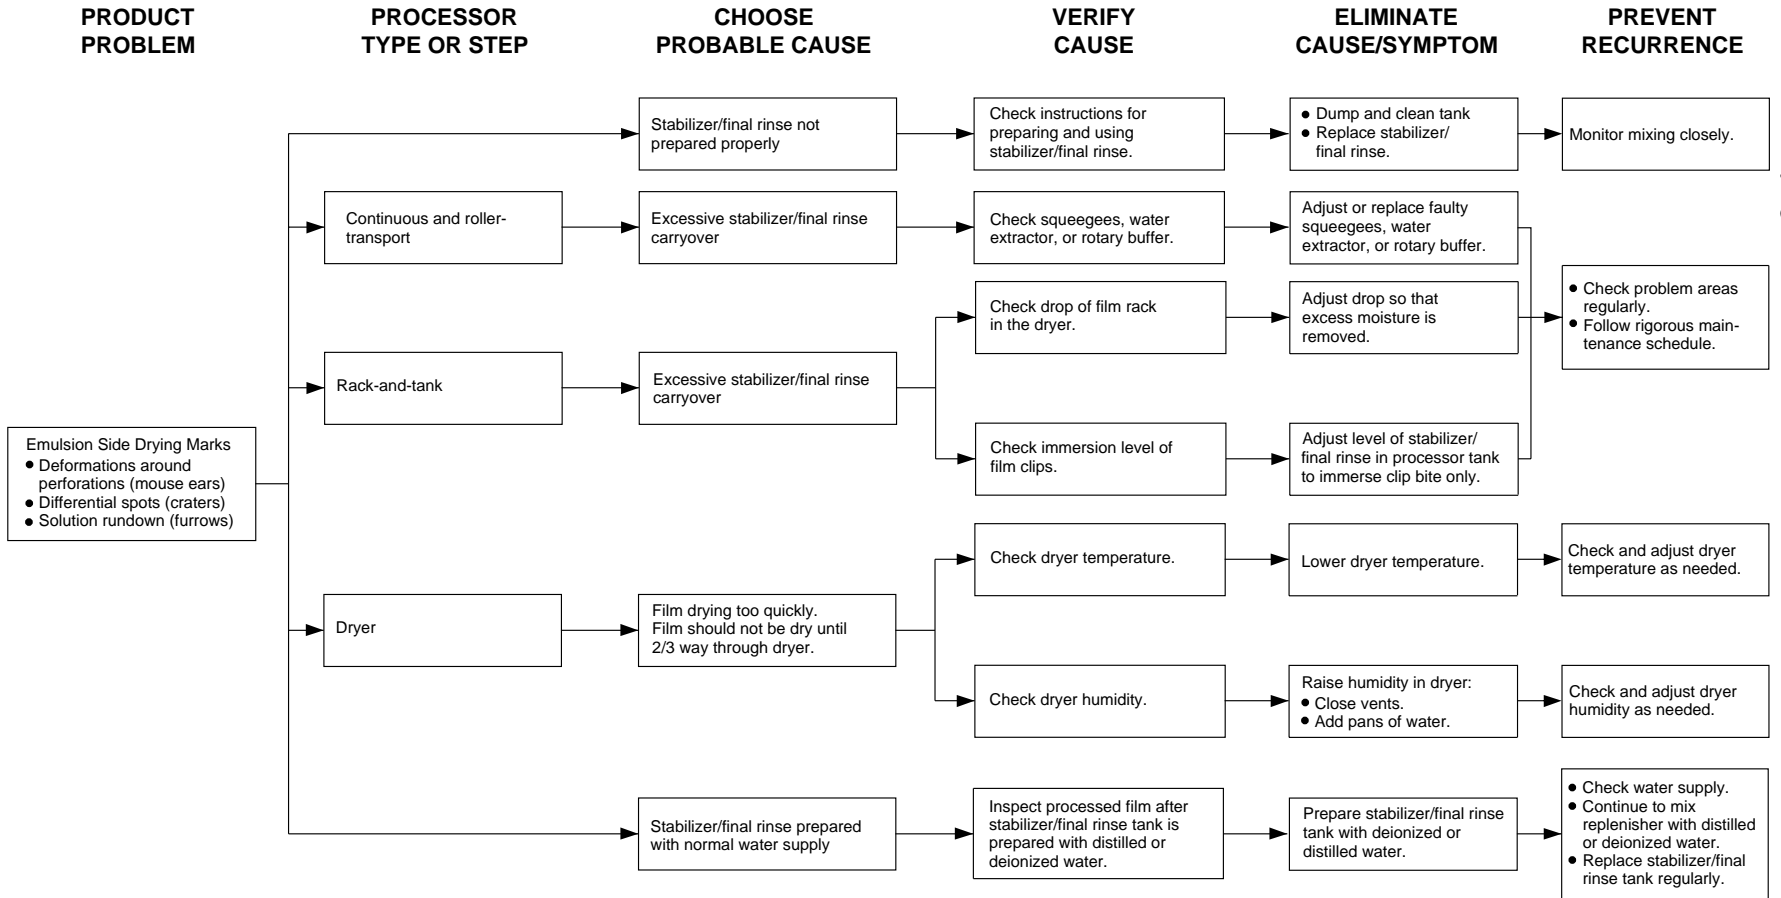 PRODUCT
PROBLEM
PROCESSOR
TYPE OR STEP
CHOOSE
PROBABLE CAUSE
VERIFY
CAUSE
ELIMINATE
CAUSE/SYMPTOM
PREVENT
RECURRENCE
Emulsion Side Drying Marks
● Deformations around
perforations (mouse ears)
● Differential spots (craters)
● Solution rundown (furrows)
Stabilizer/final rinse not
prepared properly
Check instructions for
preparing and using
stabilizer/final rinse.
● Dump and clean tank
● Replace stabilizer/
final rinse.
Monitor mixing closely.
Continuous and roller-
transport
Excessive stabilizer/final rinse
carryover
Check squeegees, water
extractor, or rotary buffer.
Adjust or replace faulty
squeegees, water
extractor, or rotary buffer.
Rack-and-tank
Excessive stabilizer/final rinse
carryover
Check drop of film rack
in the dryer.
Adjust drop so that
excess moisture is
removed.
Check immersion level of
film clips.
Adjust level of stabilizer/
final rinse in processor tank
to immerse clip bite only.
● Check problem areas
regularly.
● Follow rigorous main-
tenance schedule.
Dryer
Film drying too quickly.
Film should not be dry until
2/3 way through dryer.
Check dryer temperature.
Lower dryer temperature.
Check and adjust dryer
temperature as needed.
Check dryer humidity.
Raise humidity in dryer:
● Close vents.
● Add pans of water.
Check and adjust dryer
humidity as needed.
Stabilizer/final rinse prepared
with normal water supply
Inspect processed film after
stabilizer/final rinse tank is
prepared with distilled or
deionized water.
Prepare stabilizer/final rinse
tank with deionized or
distilled water.
● Check water supply.
● Continue to mix
replenisher with distilled
or deionized water.
● Replace stabilizer/final
rinse tank regularly.